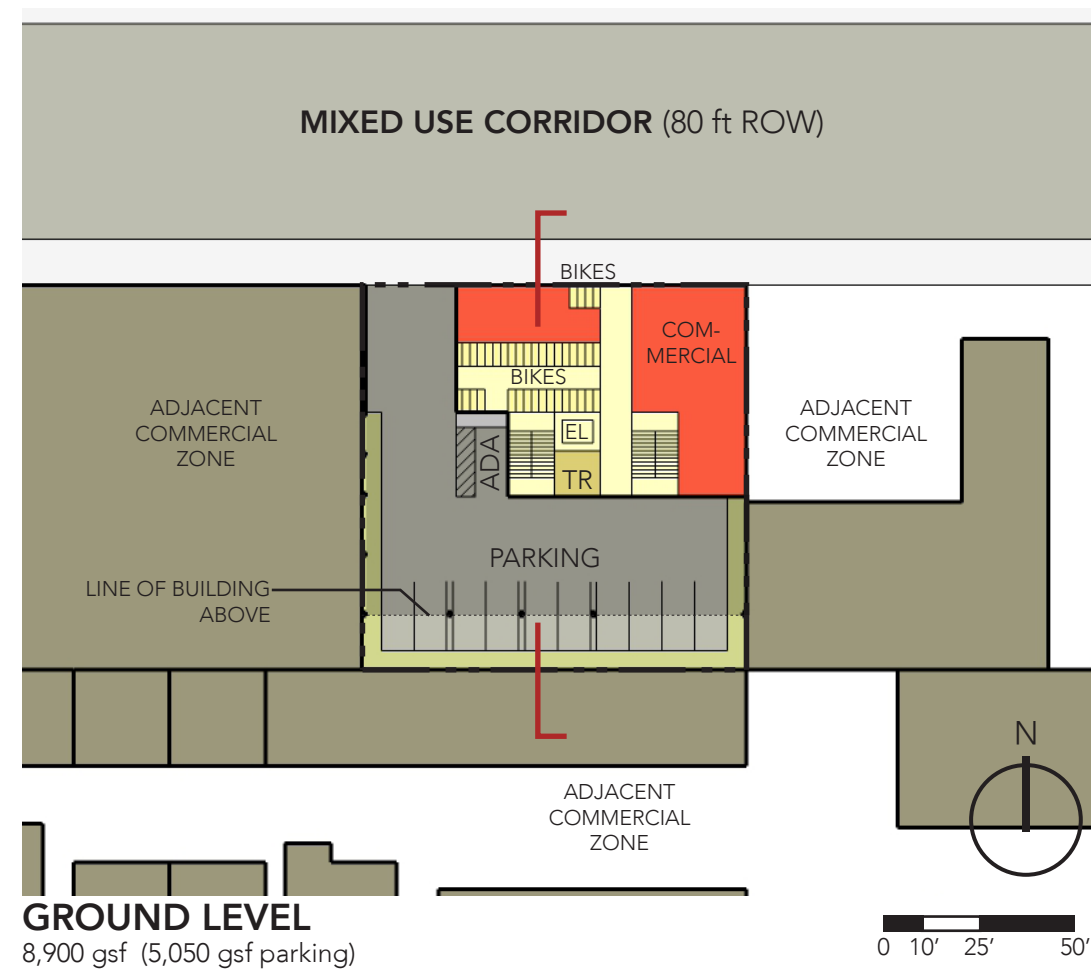 MIXED USE CORRIDOR (80 ft ROW)
BIKES
COM-
MERCIAL
BIKES
ADJACENT
COMMERCIAL
ZONE
ADJACENT
COMMERCIAL
ZONE
EL
ADA
TR
PARKING
LINE OF BUILDING
ABOVE
N
ADJACENT
COMMERCIAL
ZONE
GROUND LEVEL
8,900 gsf (5,050 gsf parking)
0 10' 25' 50'